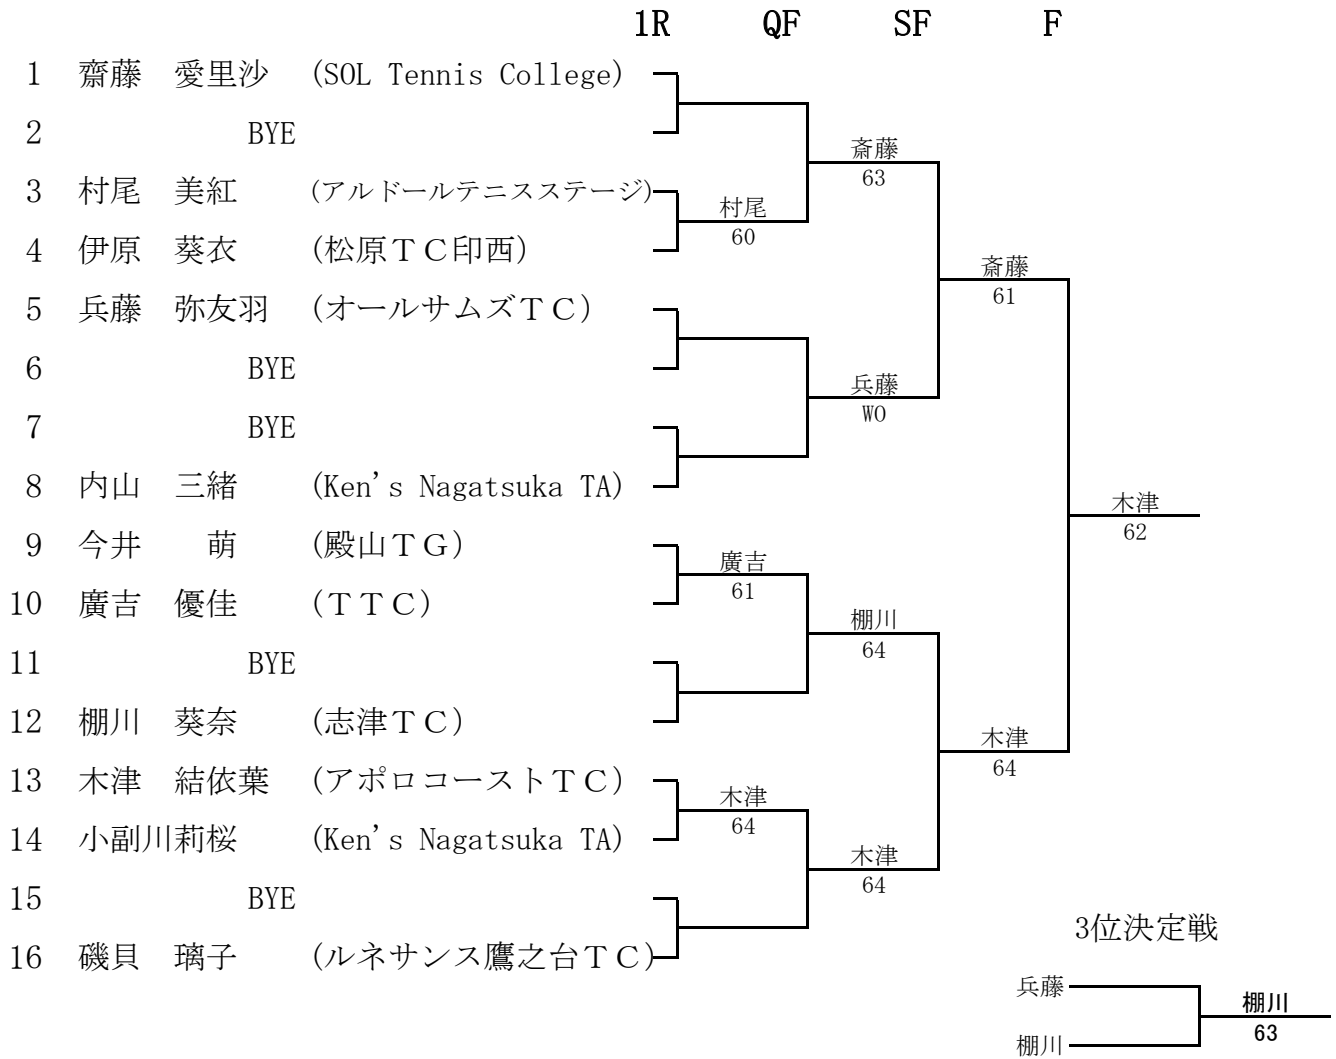 1R QF SF F
1 齋藤 愛里沙 (SOL Tennis College)
2 BYE
斎藤
63
3 村尾 美紅 (アルドールテニスステージ)
村尾
60
4 伊原 葵衣 (松原ＴＣ印西)
斎藤
61
5 兵藤 弥友羽 (オールサムズＴＣ)
6 BYE
兵藤
WO
7 BYE
8 内山 三緒 (Ken's Nagatsuka TA)
木津
62
9 今井 萌 (殿山ＴＧ)
廣吉
61
10 廣吉 優佳 (ＴＴＣ)
棚川
64
11 BYE
12 棚川 葵奈 (志津ＴＣ)
木津
64
13 木津 結依葉 (アポロコーストＴＣ)
木津
64
14 小副川莉桜 (Ken's Nagatsuka TA)
木津
64
15 BYE
16 磯貝 璃子 (ルネサンス鷹之台ＴＣ)
3位決定戦
兵藤
棚川
63
棚川